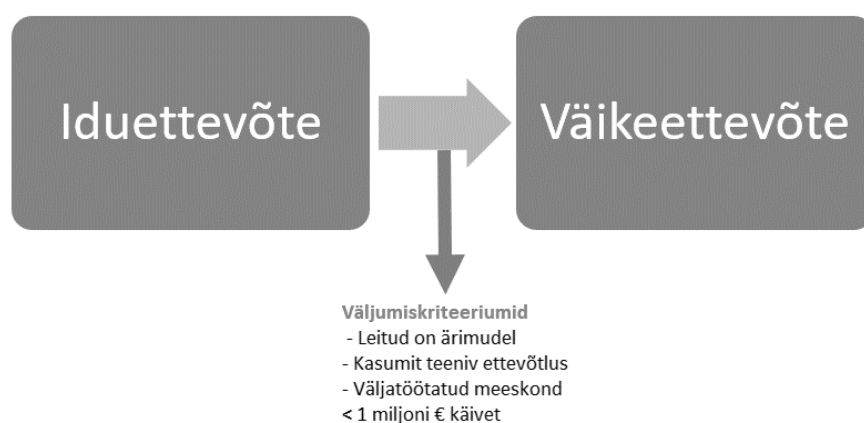 Iduettevõte
Väikeettevõte
Väljumiskriteeriumid
- Leitud on ärimudel
- Kasumit teeniv ettevõtlus
- Väljatöötatud meeskond
< 1 miljoni € käivet